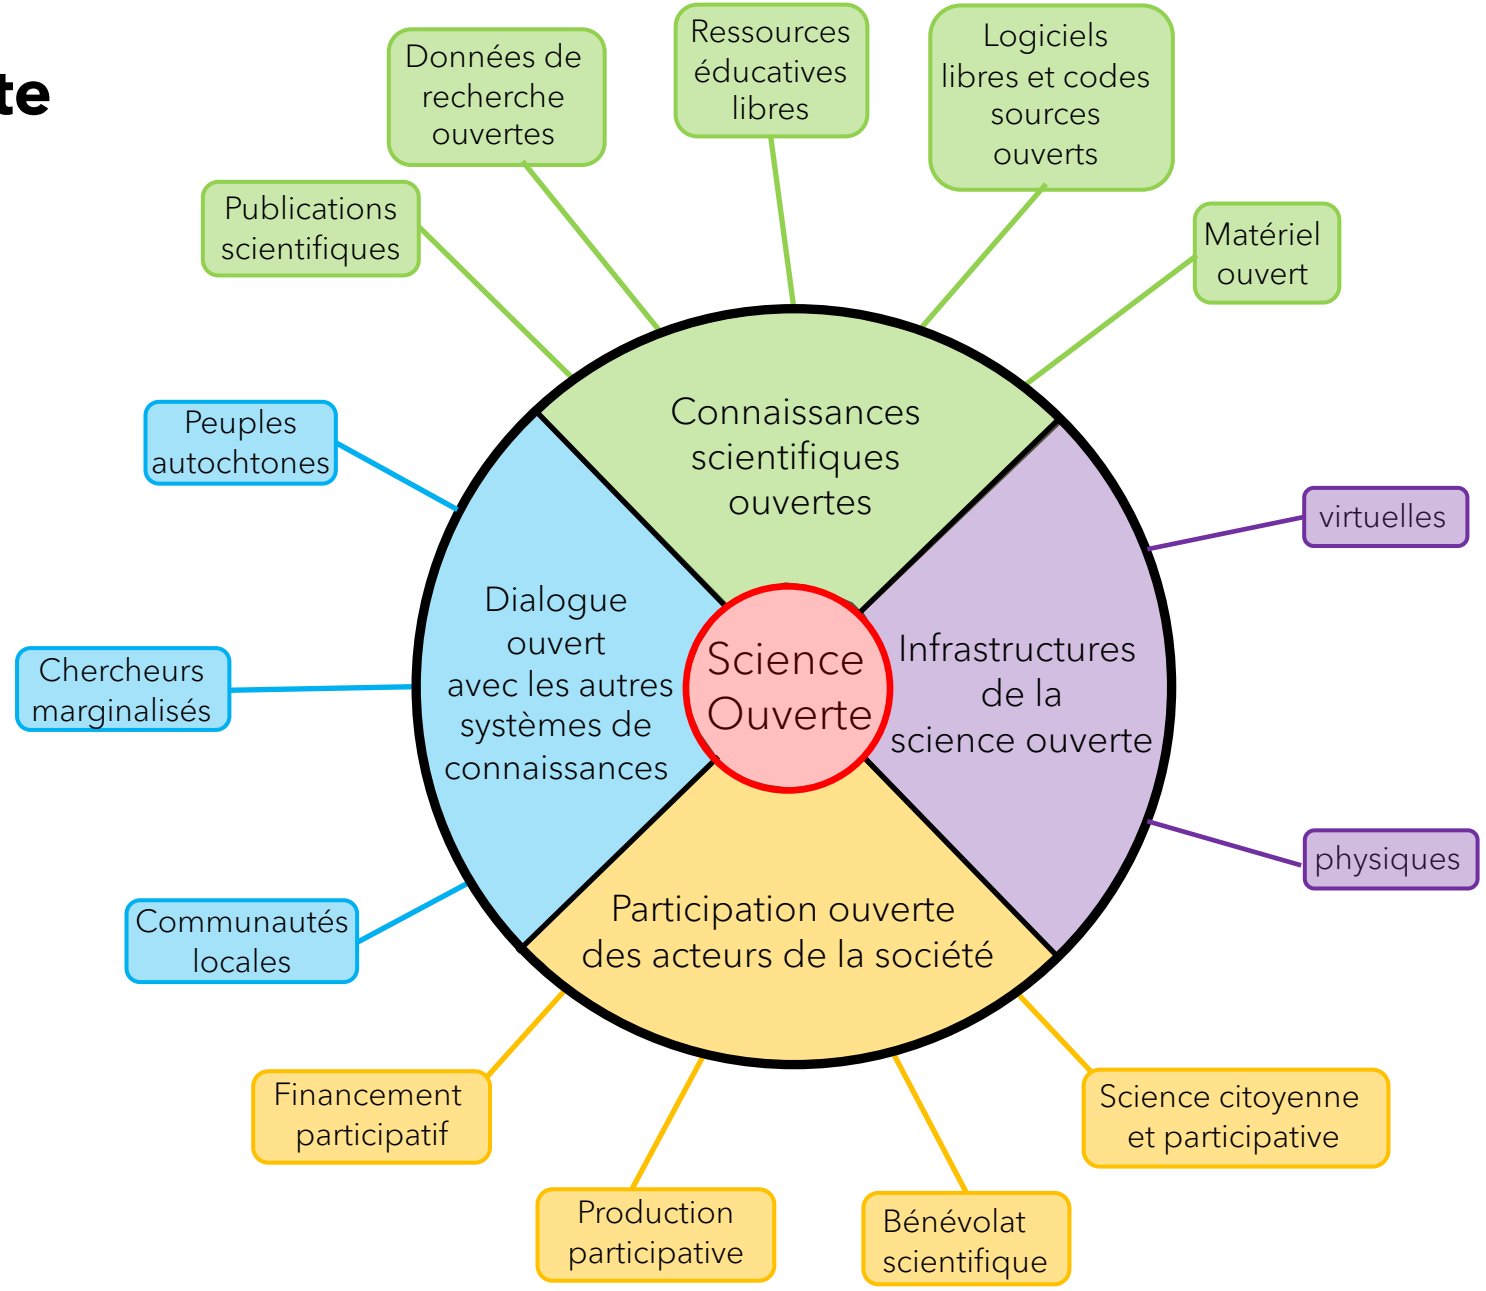 te
Données de
recherche
ouvertes
Ressources
éducatives
libres
Logiciels
libres et codes
sources
ouverts
Publications
scientifiques
Matériel
ouvert
Connaissances
scientifiques
ouvertes
Peuples
autochtones
virtuelles
Dialogue
ouvert
avec les autres
systèmes de
connaissances
Science
Ouverte
Infrastructures
de la
science ouverte
Chercheurs
marginalisés
physiques
Communautés
locales
Participation ouverte
des acteurs de la société
Financement
participatif
Science citoyenne
et participative
Production
participative
Bénévolat
scientifique